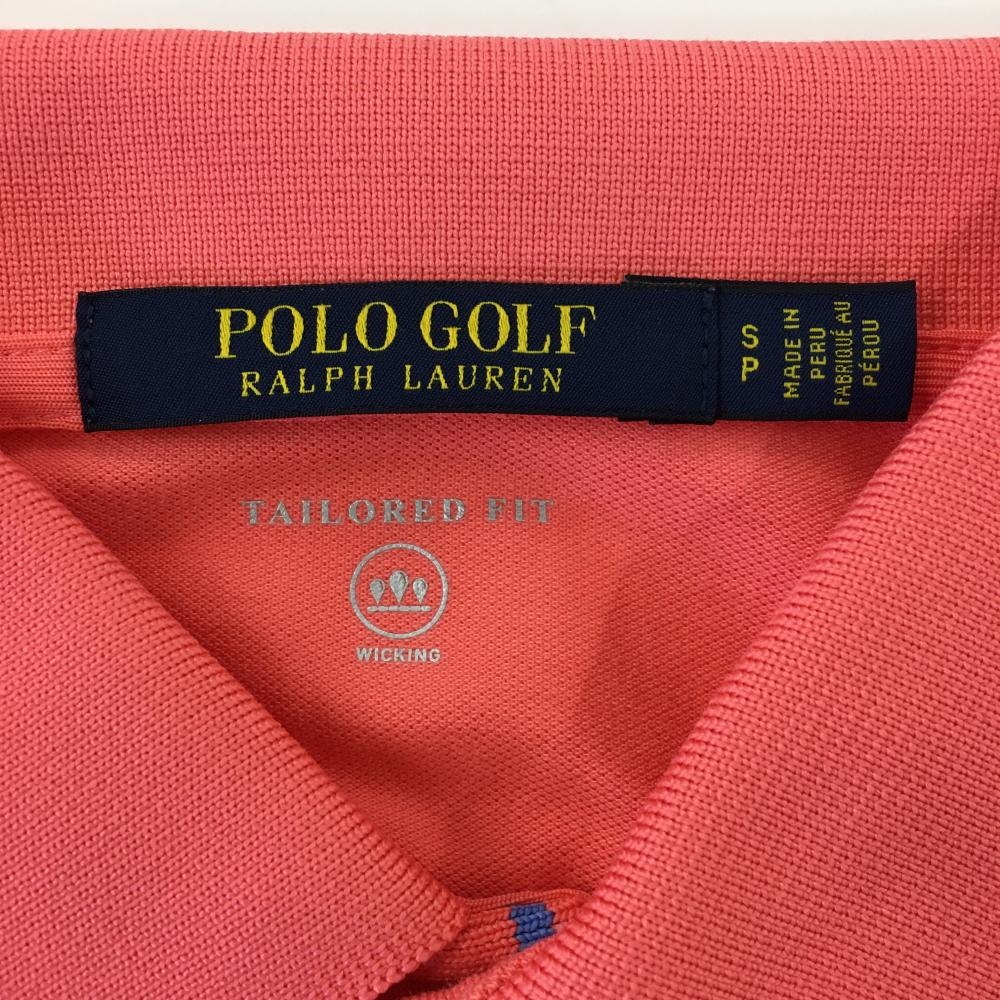 POLO GOLF
RALPH LAUREN
S
P
MADE IN
PERU
FABRIQUÉ AU
PÉROU
TAILORED FIT
WICKING